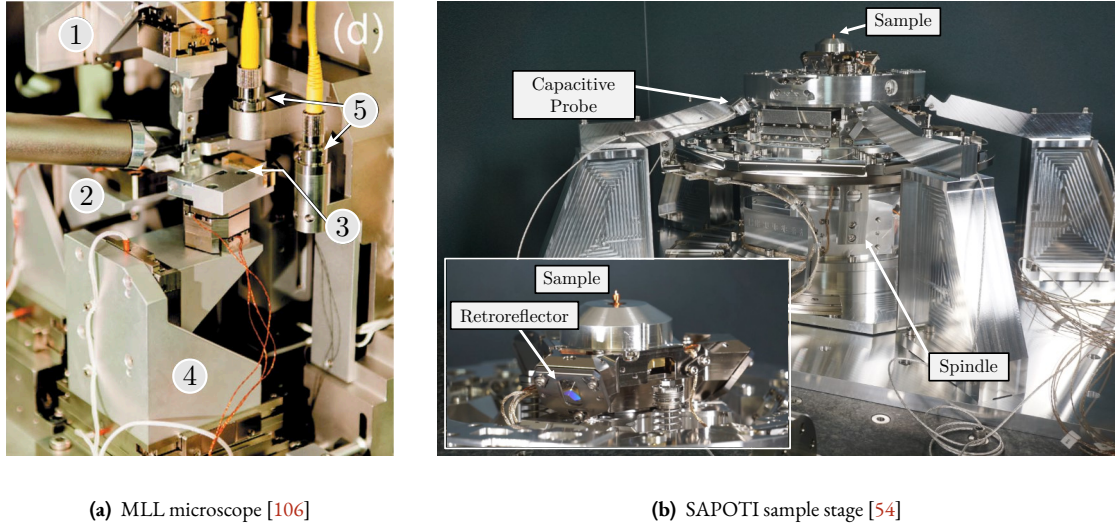 (d)
1
5
2
3
4
Sample
Capacitive
Probe
Sample
Retroreflector
Spindle
(a) MLL microscope [106]
(b) SAPOTI sample stage [54]